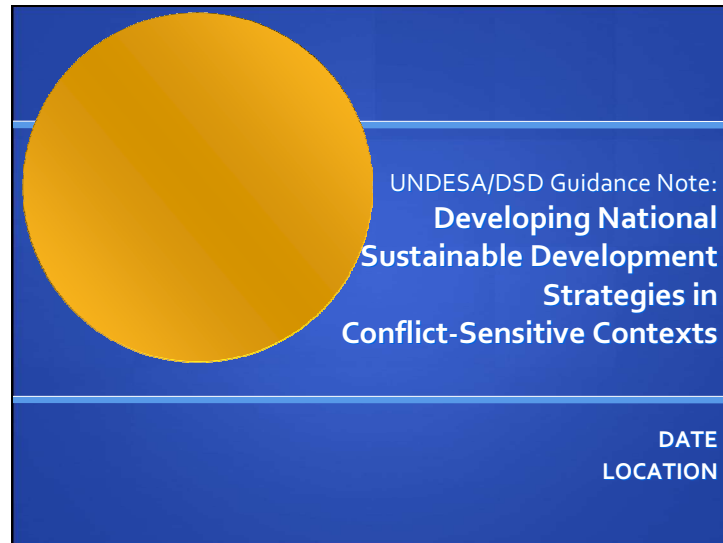 UNDESA/DSD Guidance Note:
Developing National
Sustainable Development
Strategies in
Conflict-Sensitive Contexts
DATE
LOCATION